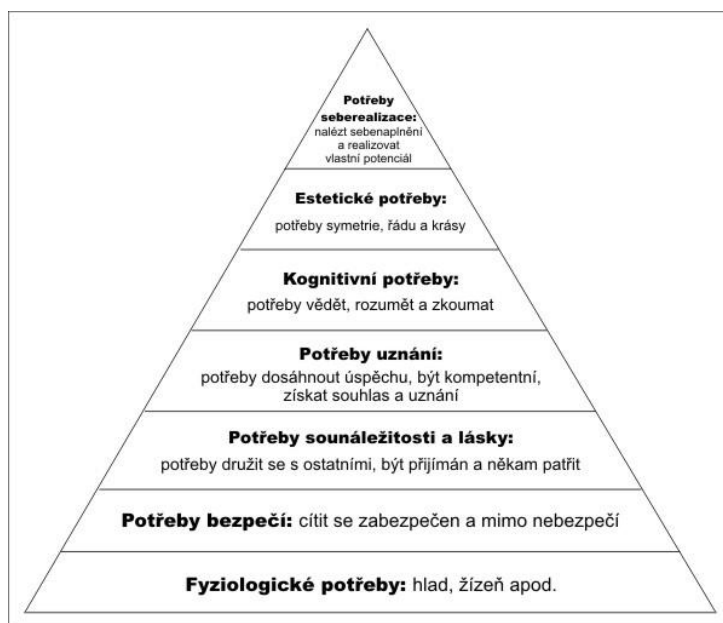 Potřeby
seberealizace:
nalézt sebenaplnění
a realizovat
vlastní potenciál
Estetické potřeby:
potřeby symetrie, řádu a krásy
Kognitivní potřeby:
potřeby vědět, rozumět a zkoumat
Potřeby uznání:
potřeby dosáhnout úspěchu, být kompetentní,
získat souhlas a uznání
Potřeby sounáležitosti a lásky:
potřeby družit se s ostatními, být přijímán a někam patřit
Potřeby bezpečí: cítit se zabezpečen a mimo nebezpečí
Fyziologické potřeby: hlad, žízeň apod.